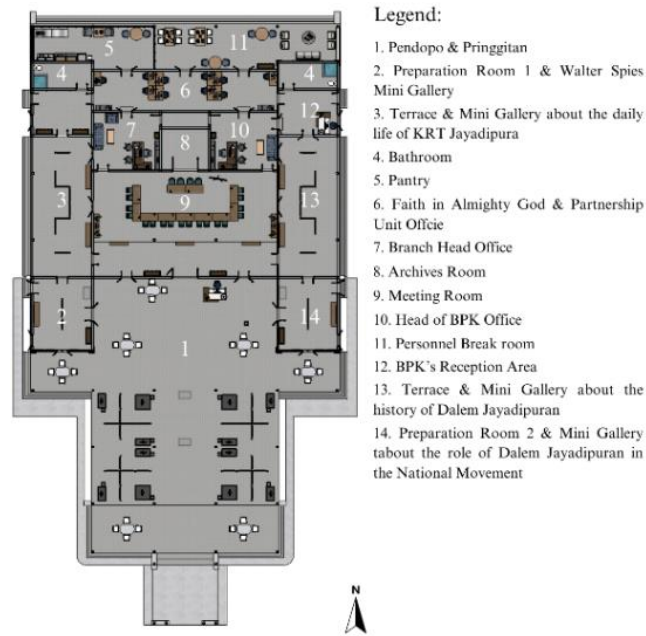 5
11
4
4
6
12
7
10
8
3
13
9
2
14
1
N
Legend:
1. Pendopo & Pringgitan
2. Preparation Room 1 & Walter Spies
Mini Gallery
3. Terrace & Mini Gallery about the daily
life of KRT Jayadipura
4. Bathroom
5. Pantry
6. Faith in Almighty God & Partnership
Unit Offcie
7. Branch Head Office
8. Archives Room
9. Meeting Room
10. Head of BPK Office
11. Personnel Break room
12. BPK's Reception Area
13. Terrace & Mini Gallery about the
history of Dalem Jayadipuran
14. Preparation Room 2 & Mini Gallery
tabout the role of Dalem Jayadipuran in
the National Movement